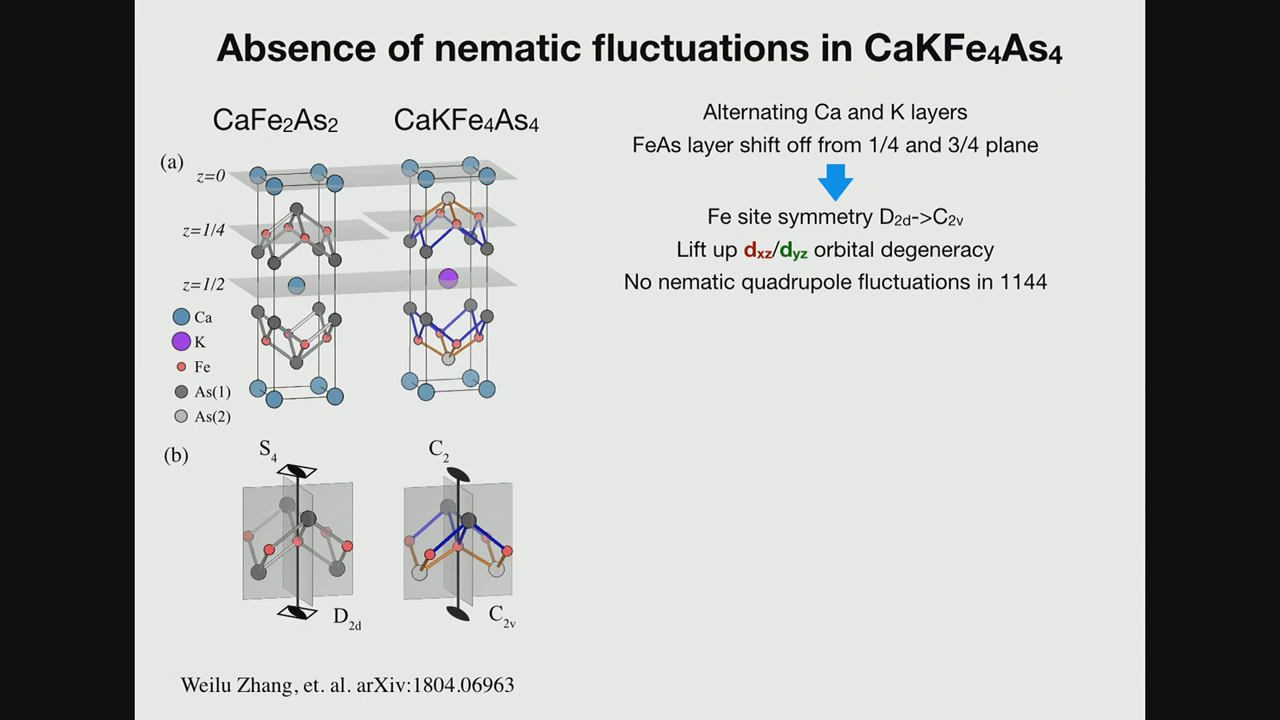 Absence of nematic fluctuations in CaKFe₄As₄
CaFe₂As₂
CaKFe₄As₄
(a)
z=0
z=1/4
z=1/2
Ca
K
Fe
As(1)
As(2)
Alternating Ca and K layers
FeAs layer shift off from 1/4 and 3/4 plane
Fe site symmetry D₂d->C₂v
Lift up dxz/dyz orbital degeneracy
No nematic quadrupole fluctuations in 1144
(b)
S₄
C₂
D₂d
C₂v
Weilu Zhang, et. al. arXiv:1804.06963